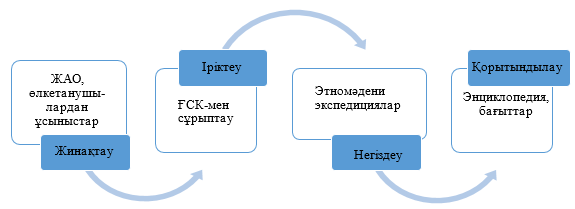 ЖАО,
өлкетанушы-
лардан
ұсыныстар
Жинақтау
Іріктеу
ҒСК-мен
сұрыптау
Этномәдени
экспедициялар
Негіздеу
Қорытындылау
Энциклопедия,
бағыттар